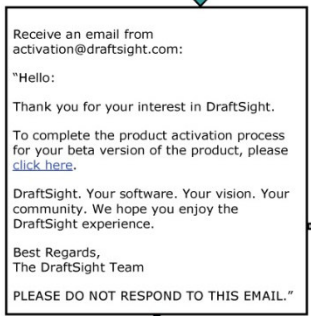 Receive an email from
activation@draftsight.com:
“Hello:
Thank you for your interest in DraftSight.
To complete the product activation process
for your beta version of the product, please
click here.
DraftSight. Your software. Your vision. Your
community. We hope you enjoy the
DraftSight experience.
Best Regards,
The DraftSight Team
PLEASE DO NOT RESPOND TO THIS EMAIL.”